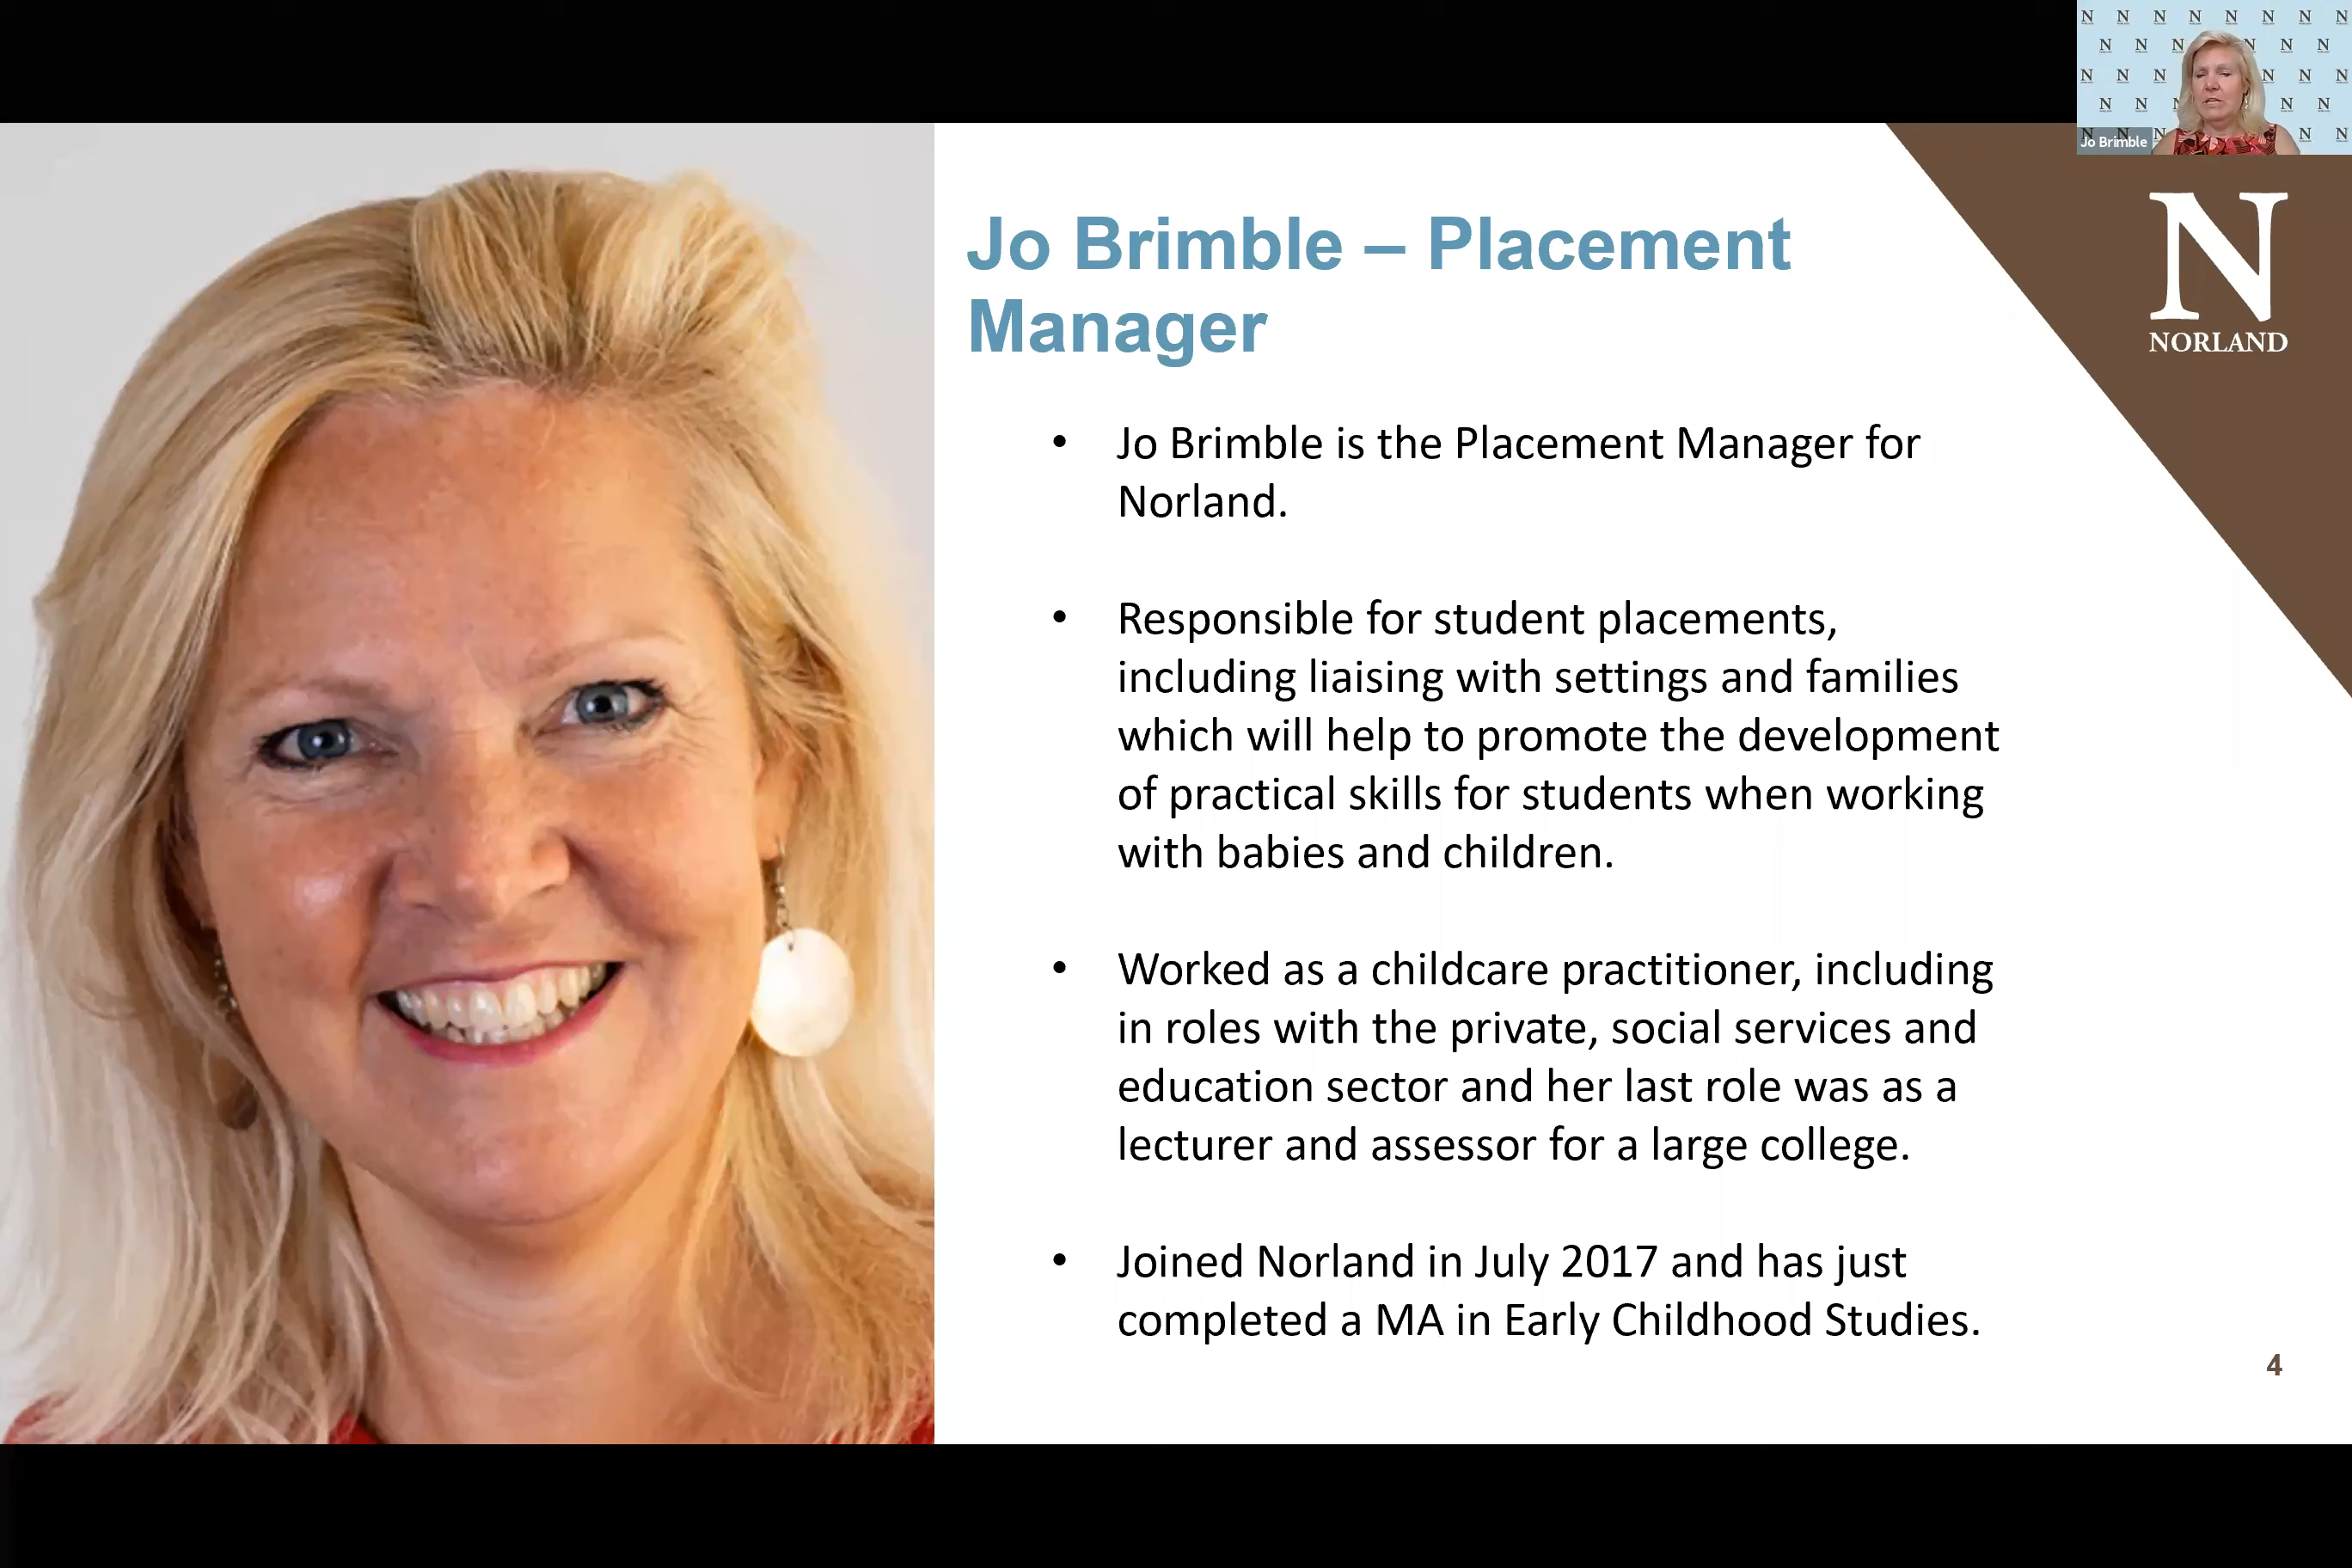 Jo Brimble
N
NORLAND
Jo Brimble – Placement
Manager
• Jo Brimble is the Placement Manager for
Norland.
• Responsible for student placements,
including liaising with settings and families
which will help to promote the development
of practical skills for students when working
with babies and children.
• Worked as a childcare practitioner, including
in roles with the private, social services and
education sector and her last role was as a
lecturer and assessor for a large college.
• Joined Norland in July 2017 and has just
completed a MA in Early Childhood Studies.
4